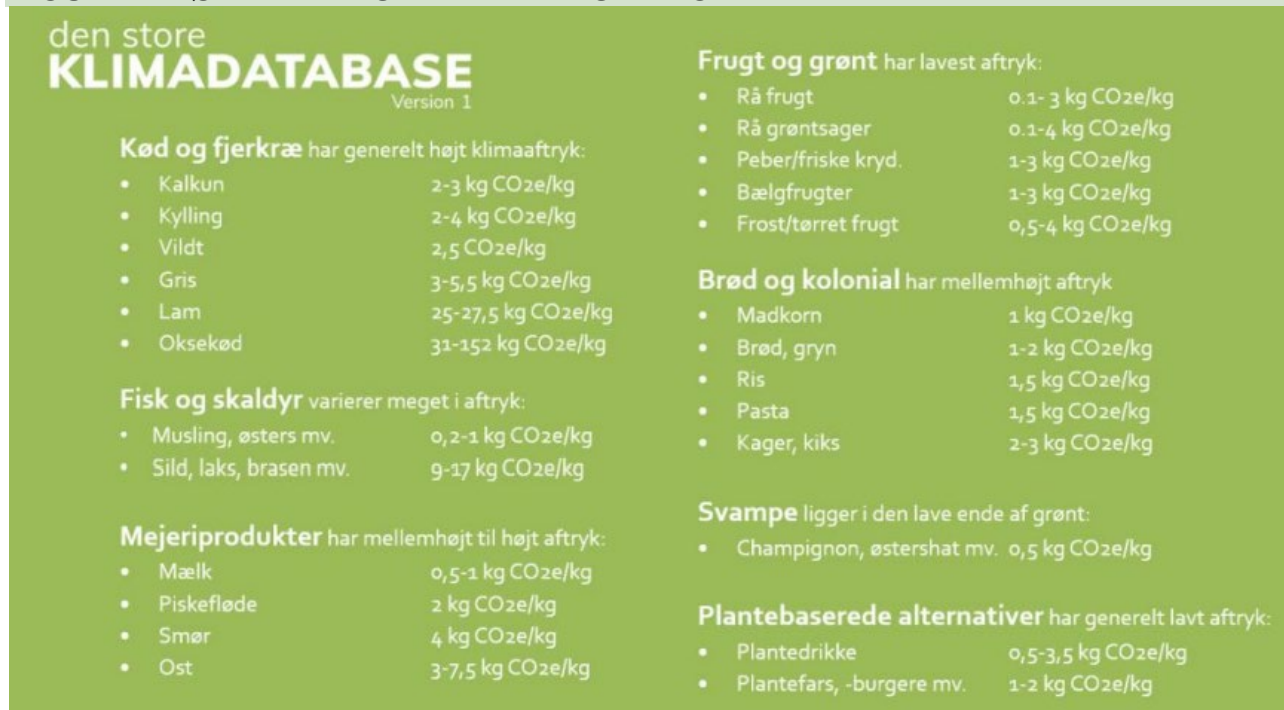 den store
KLIMADATABASE
Version 1
Kød og fjerkræ har generelt højt klimaaftryk:
• Kalkun 2-3 kg CO2e/kg
• Kylling 2-4 kg CO2e/kg
• Vildt 2,5 CO2e/kg
• Gris 3-5,5 kg CO2e/kg
• Lam 25-27,5 kg CO2e/kg
• Oksekød 31-152 kg CO2e/kg
Fisk og skaldyr varierer meget i aftryk:
• Musling, østers mv. 0,2-1 kg CO2e/kg
• Sild, laks, brasen mv. 9-17 kg CO2e/kg
Mejeriprodukter har mellemhøjt til højt aftryk:
• Mælk 0,5-1 kg CO2e/kg
• Piskefløde 2 kg CO2e/kg
• Smør 4 kg CO2e/kg
• Ost 3-7,5 kg CO2e/kg
Frugt og grønt har lavest aftryk:
• Rå frugt 0.1- 3 kg CO2e/kg
• Rå grøntsager 0.1-4 kg CO2e/kg
• Peber/friske kryd. 1-3 kg CO2e/kg
• Bælgfrugter 1-3 kg CO2e/kg
• Frost/tørret frugt 0,5-4 kg CO2e/kg
Brød og kolonial har mellemhøjt aftryk
• Madkorn 1 kg CO2e/kg
• Brød, gryn 1-2 kg CO2e/kg
• Ris 1,5 kg CO2e/kg
• Pasta 1,5 kg CO2e/kg
• Kager, kiks 2-3 kg CO2e/kg
Svampe ligger i den lave ende af grønt:
• Champignon, østershat mv. 0,5 kg CO2e/kg
Plantebaserede alternativer har generelt lavt aftryk:
• Plantedrikke 0,5-3,5 kg CO2e/kg
• Plantefars, -burgere mv. 1-2 kg CO2e/kg